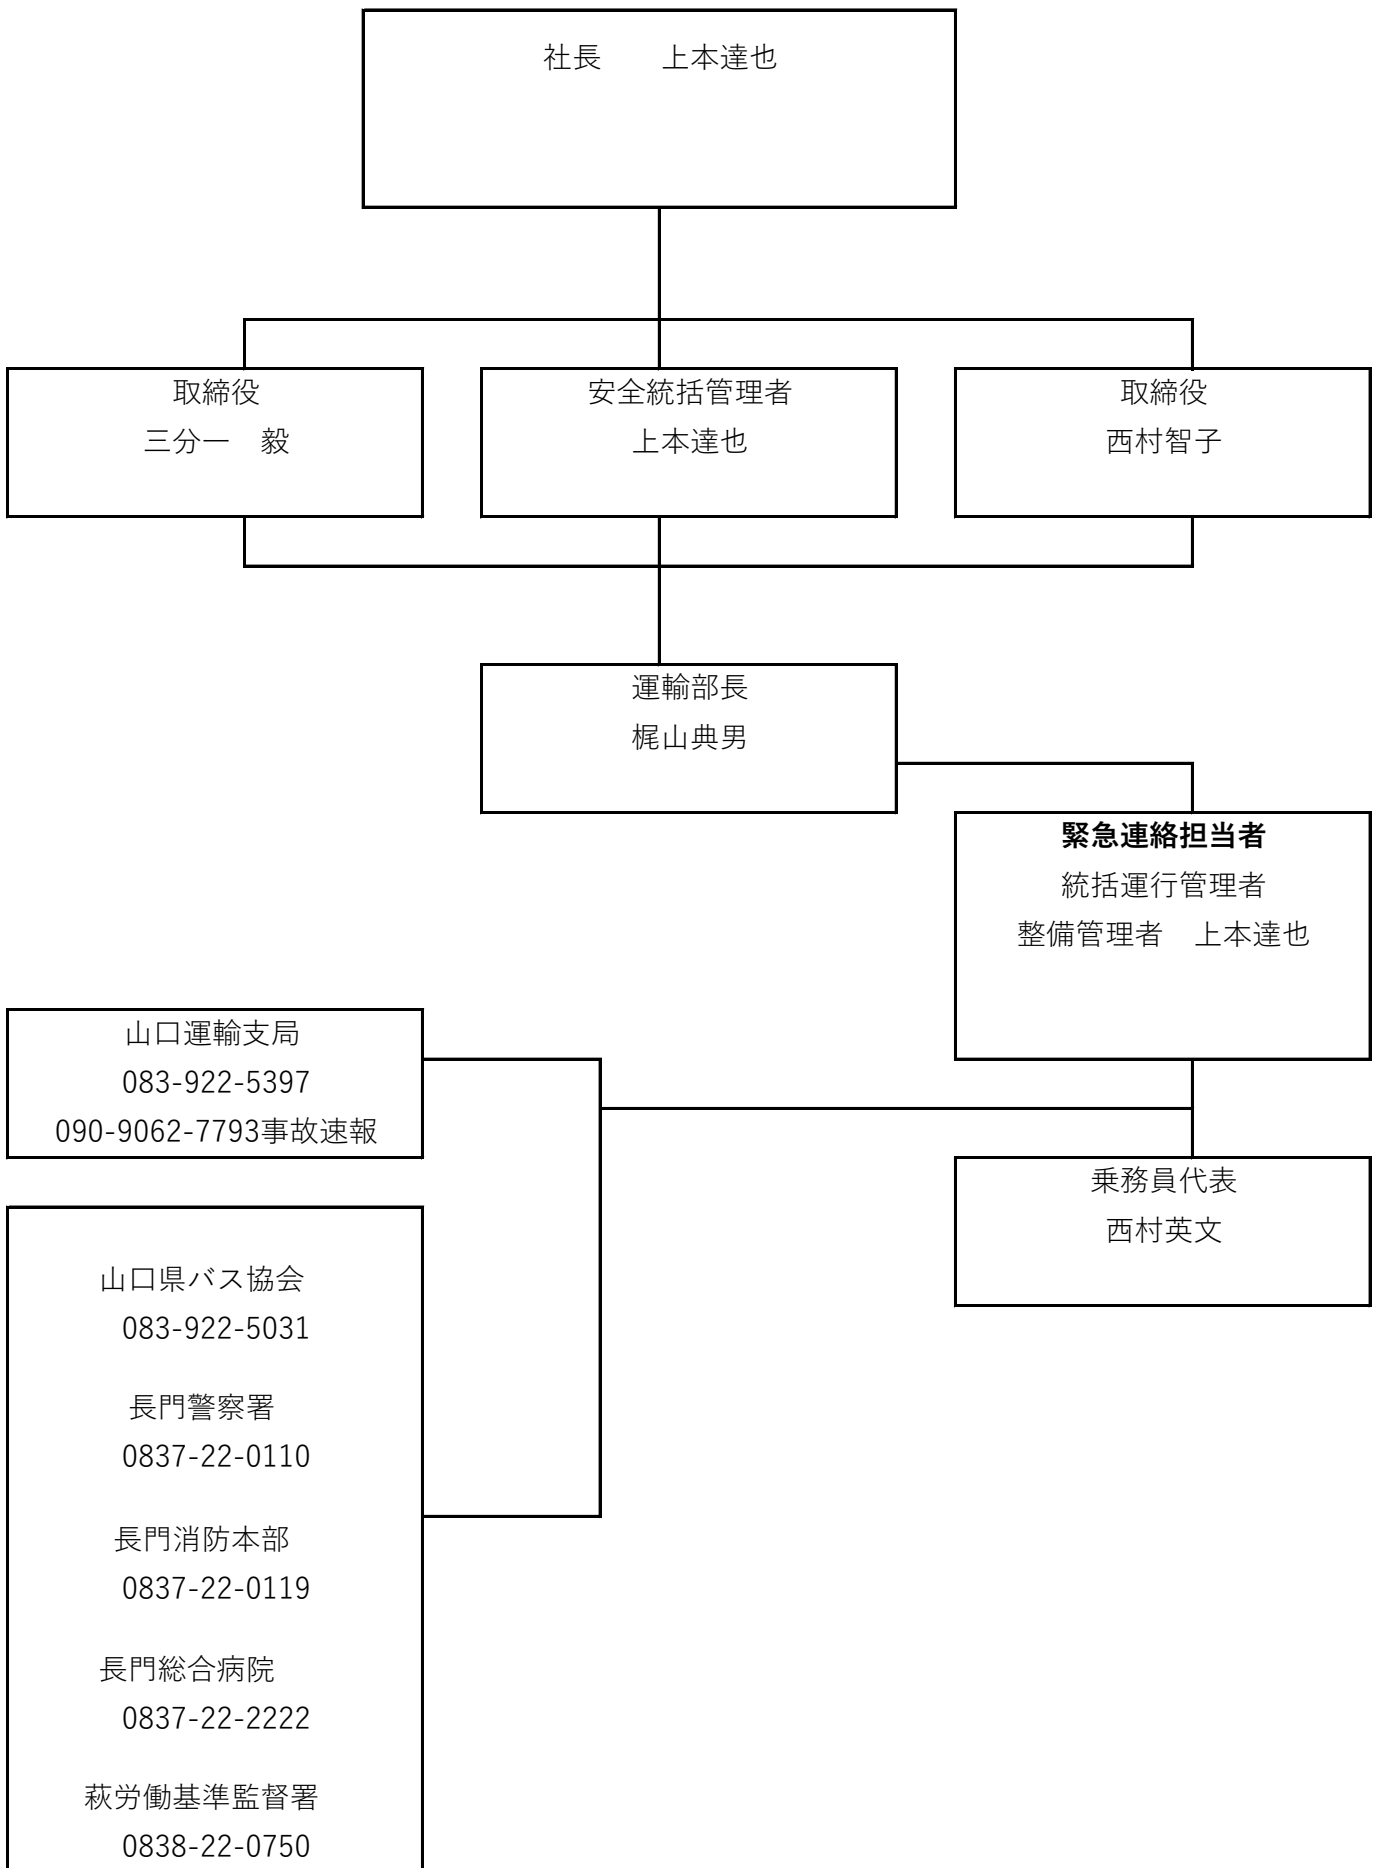 社長　　上本達也
取締役
三分一　毅
安全統括管理者
上本達也
取締役
西村智子
運輸部長
梶山典男
緊急連絡担当者
統括運行管理者
整備管理者　上本達也
山口運輸支局
083-922-5397
090-9062-7793事故速報
乗務員代表
西村英文
山口県バス協会
083-922-5031
長門警察署
0837-22-0110
長門消防本部
0837-22-0119
長門総合病院
0837-22-2222
萩労働基準監督署
0838-22-0750